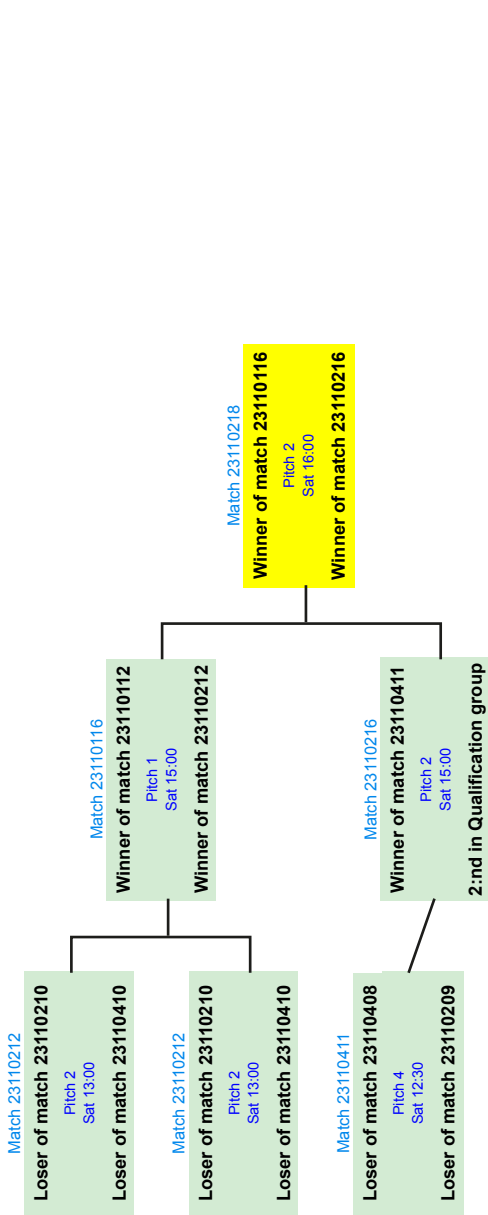 Match 23110212
Loser of match 23110210
Pitch 2
Sat 13:00
Loser of match 23110410
Match 23110212
Loser of match 23110210
Pitch 2
Sat 13:00
Loser of match 23110410
Match 23110411
Loser of match 23110408
Pitch 4
Sat 12:30
Loser of match 23110209
Match 23110116
Winner of match 23110112
Pitch 1
Sat 15:00
Winner of match 23110212
Match 23110216
Winner of match 23110411
Pitch 2
Sat 15:00
2:nd in Qualification group
Match 23110218
Winner of match 23110116
Pitch 2
Sat 16:00
Winner of match 23110216